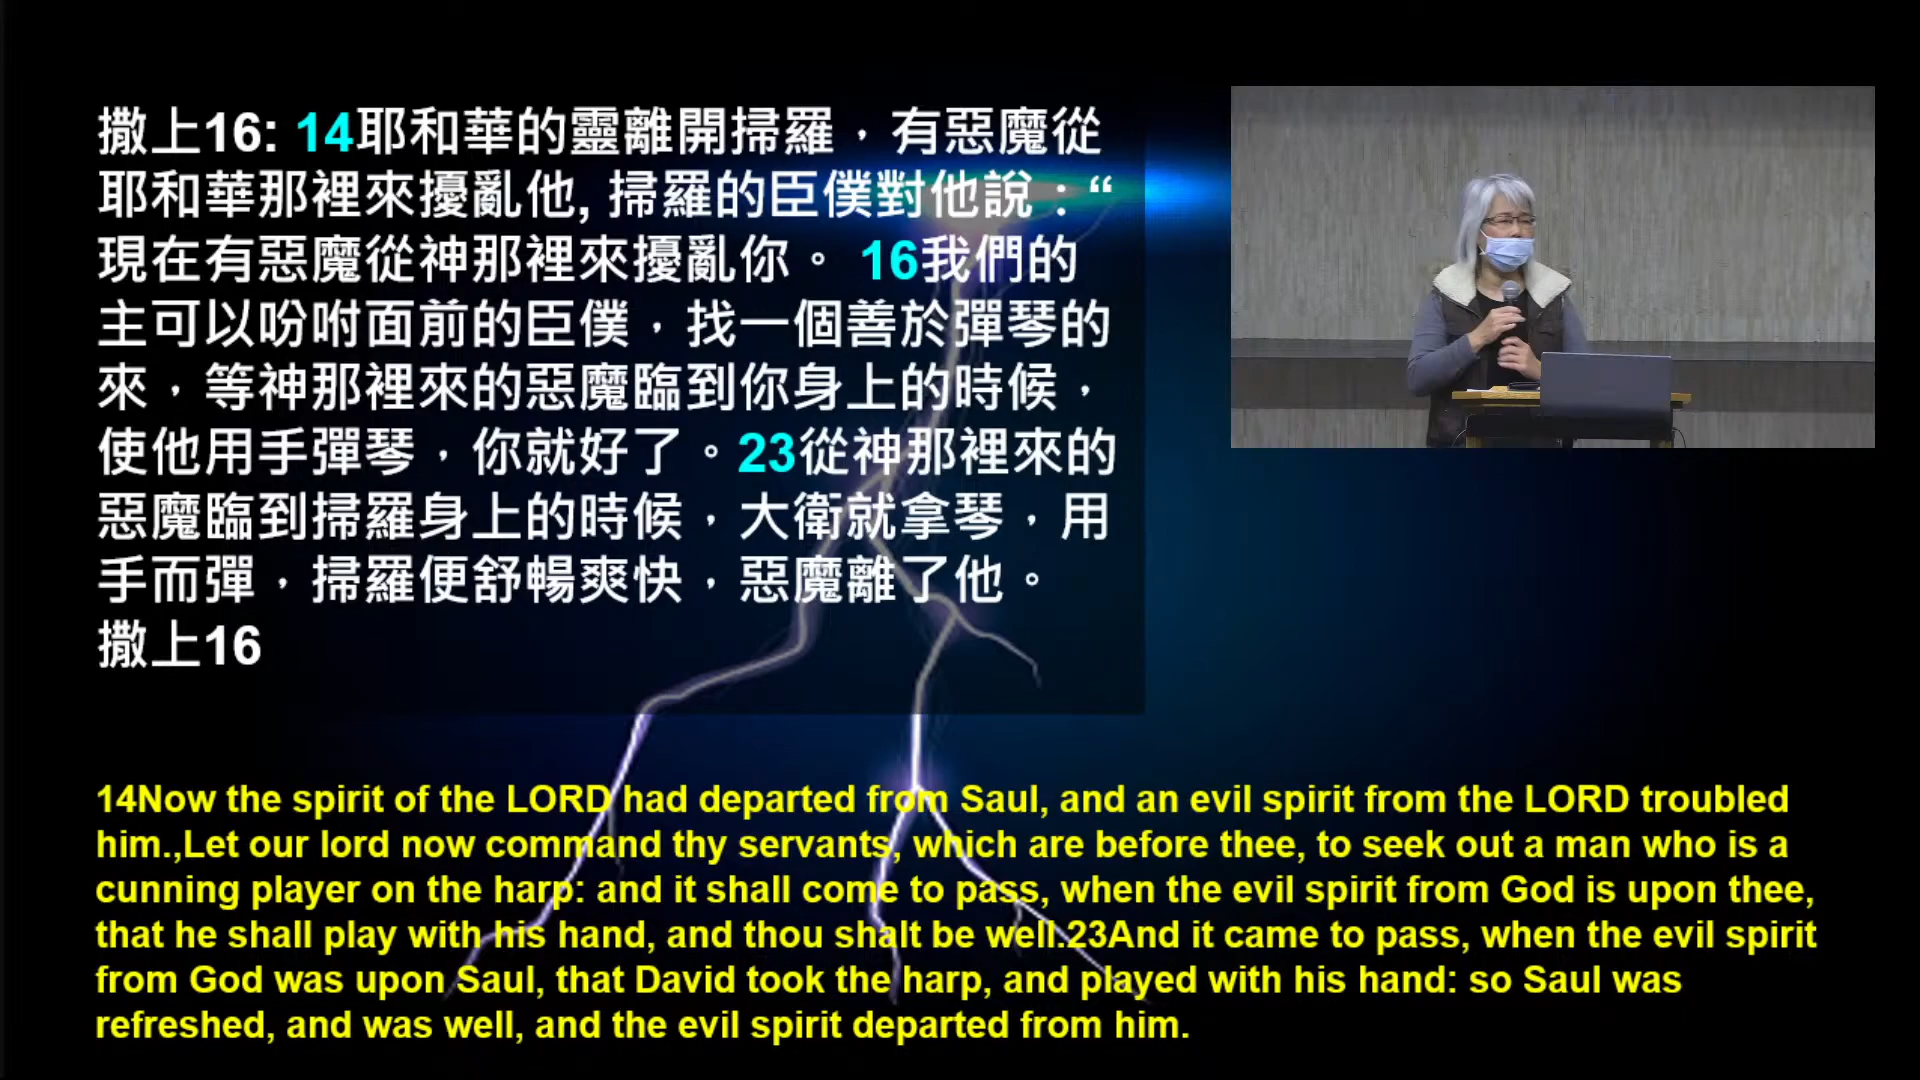 撒上16: 14耶和華的靈離開掃羅，有惡魔從
耶和華那裡來擾亂他, 掃羅的臣僕對他說：“
現在有惡魔從神那裡來擾亂你。 16我們的
主可以吩咐面前的臣僕，找一個善於彈琴的
來，等神那裡來的惡魔臨到你身上的時候，
使他用手彈琴，你就好了。23從神那裡來的
惡魔臨到掃羅身上的時候，大衛就拿琴，用
手而彈，掃羅便舒暢爽快，惡魔離了他。
撒上16
14Now the spirit of the LORD had departed from Saul, and an evil spirit from the LORD troubled
him.,Let our lord now command thy servants, which are before thee, to seek out a man who is a
cunning player on the harp: and it shall come to pass, when the evil spirit from God is upon thee,
that he shall play with his hand, and thou shalt be well.23And it came to pass, when the evil spirit
from God was upon Saul, that David took the harp, and played with his hand: so Saul was
refreshed, and was well, and the evil spirit departed from him.